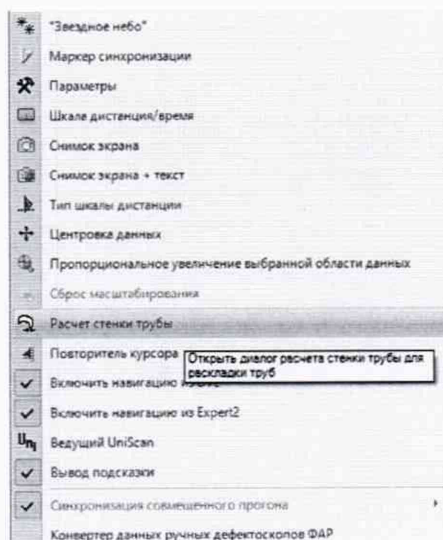 "Звездное небо"
Маркер синхронизации
Параметры
Шкала дистанция/время
Снимок экрана
Снимок экрана + текст
Тип шкалы дистанции
Центровка данных
Пропорциональное увеличение выбранной области данных
Сброс масштабирования
Расчет стенки трубы
Повторитель курсора
Открыть диалог расчета стенки трубы для
раскладки труб
Включить навигацию из
Включить навигацию из Expert2
Uni
Ведущий UniScan
Вывод подсказки
Синхронизация совмещенного прогона
Конвертер данных ручных дефектоскопов ФАР